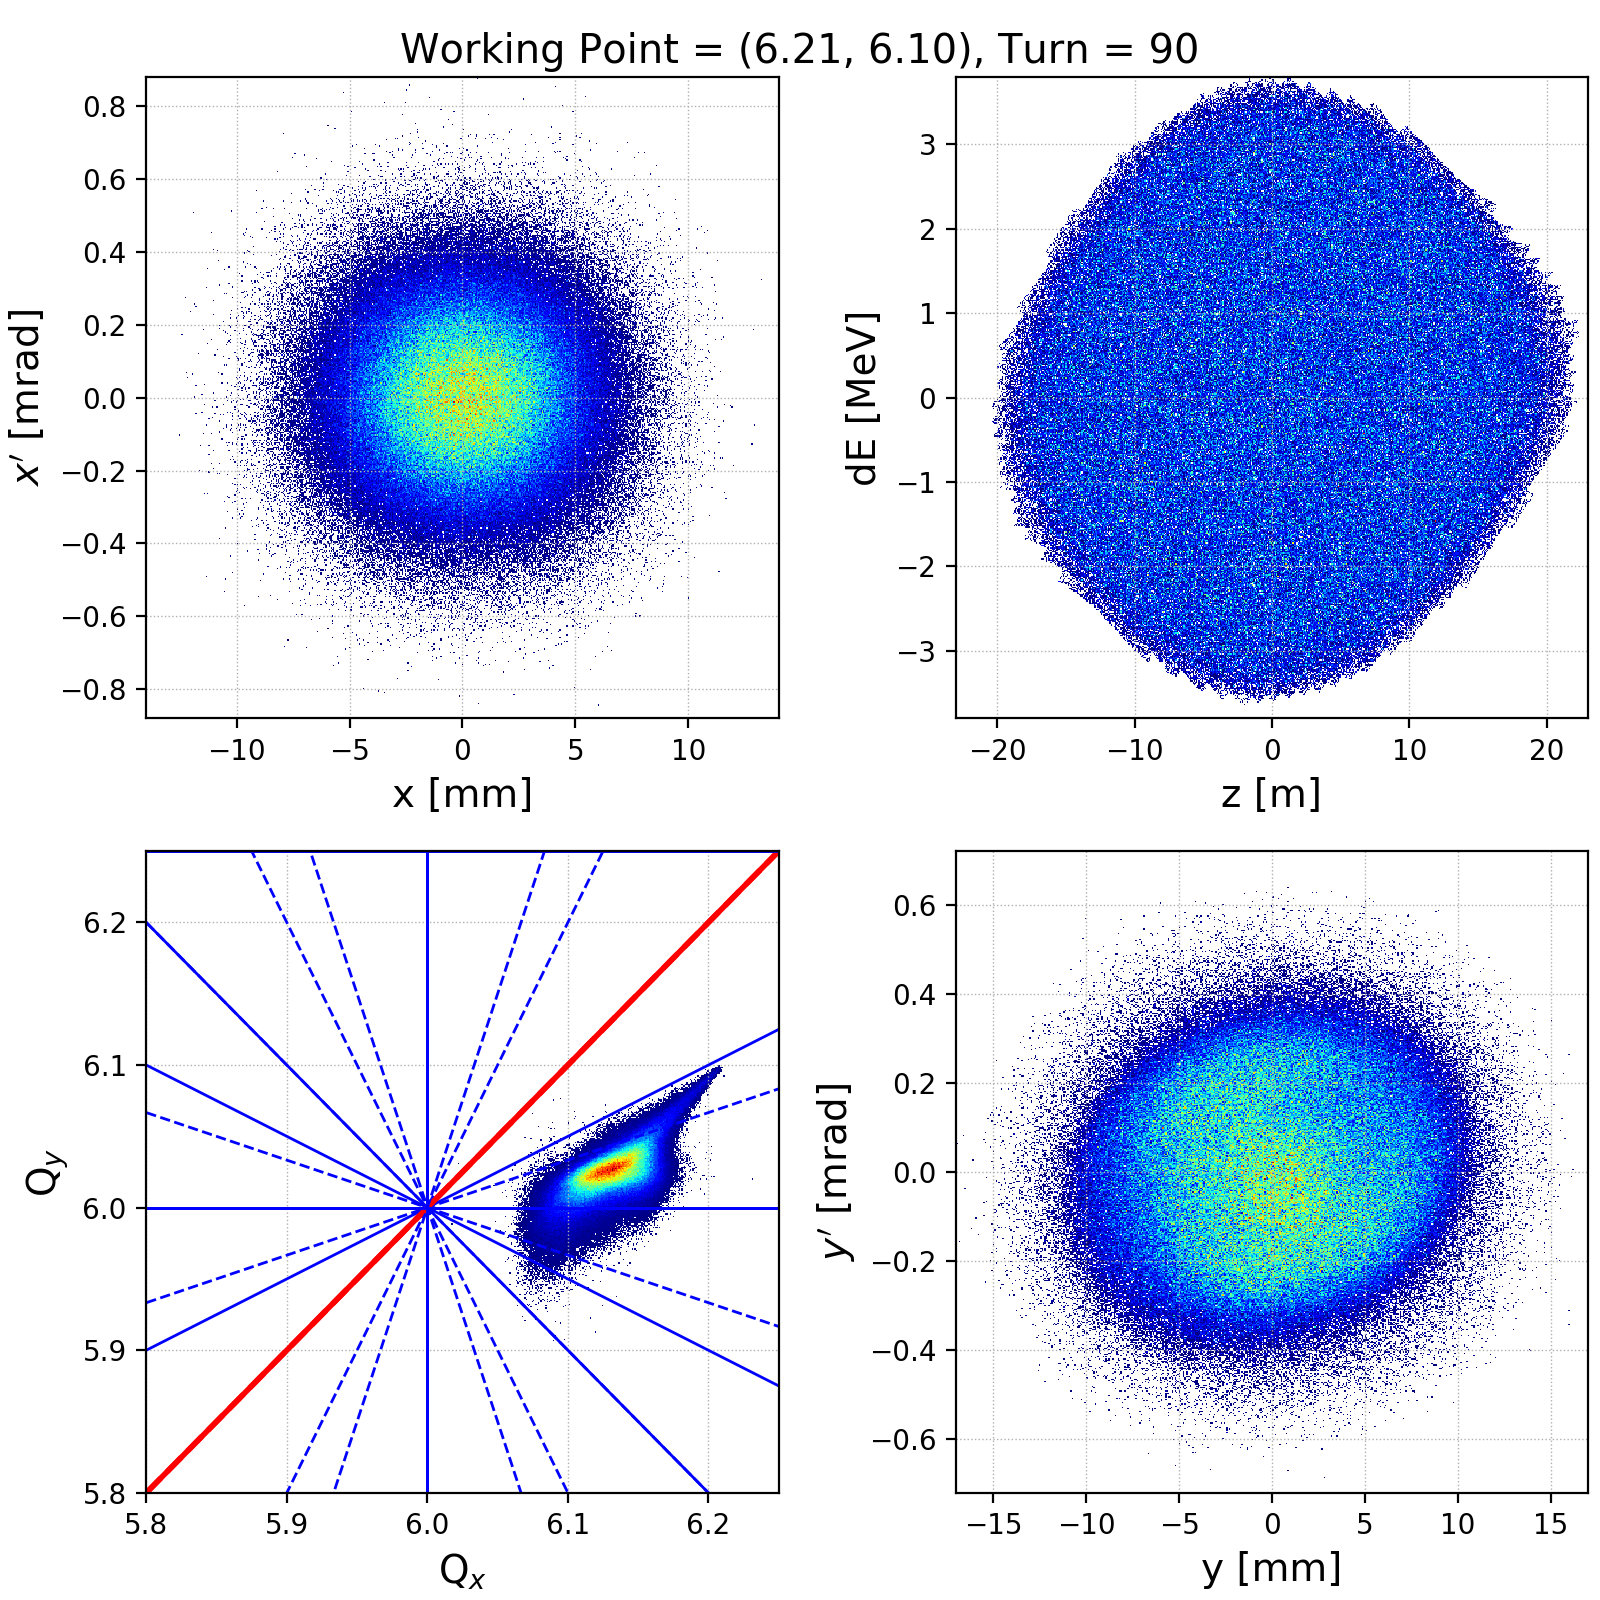 Working Point = (6.21, 6.10), Turn = 90
0.8
0.6
0.4
0.2
0.0
−0.2
−0.4
−0.6
−0.8
x′ [mrad]
−10 −5 0 5 10
x [mm]
3
2
1
0
−1
−2
−3
dE [MeV]
−20 −10 0 10 20
z [m]
6.2
6.1
6.0
5.9
5.8
Qy
5.8 5.9 6.0 6.1 6.2
Qx
0.6
0.4
0.2
0.0
−0.2
−0.4
−0.6
y′ [mrad]
−15 −10 −5 0 5 10 15
y [mm]